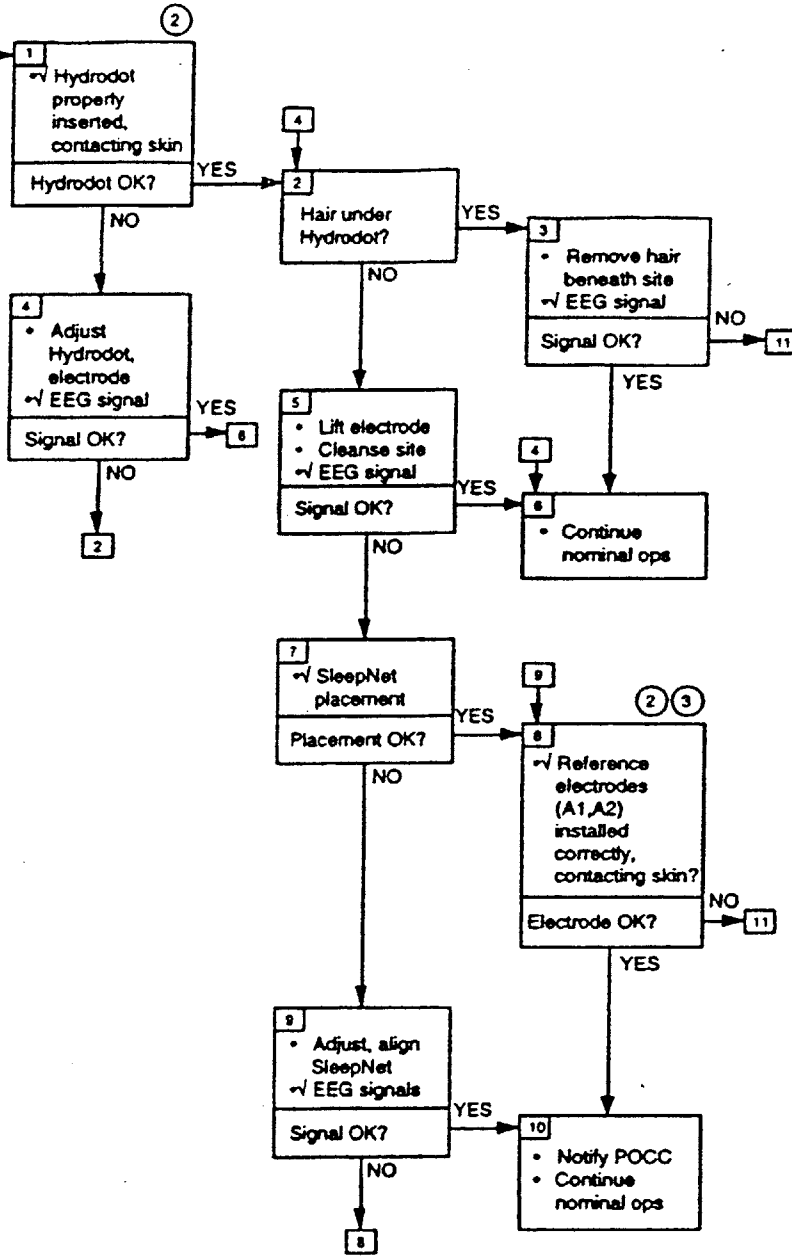 2
1
√ Hydrodot
properly
inserted,
contacting skin
Hydrodot OK?
YES
NO
4
2
Hair under
Hydrodot?
YES
NO
3
• Remove hair
beneath site
√ EEG signal
Signal OK?
NO
11
YES
4
• Adjust
Hydrodot,
electrode
√ EEG signal
Signal OK?
YES
6
NO
2
5
• Lift electrode
• Cleanse site
√ EEG signal
Signal OK?
YES
NO
4
6
• Continue
nominal ops
7
√ SleepNet
placement
Placement OK?
YES
NO
9
2 3
8
√ Reference
electrodes
(A1,A2)
installed
correctly,
contacting skin?
Electrode OK?
NO
11
YES
9
• Adjust, align
SleepNet
√ EEG signals
Signal OK?
YES
NO
8
10
• Notify POCC
• Continue
nominal ops